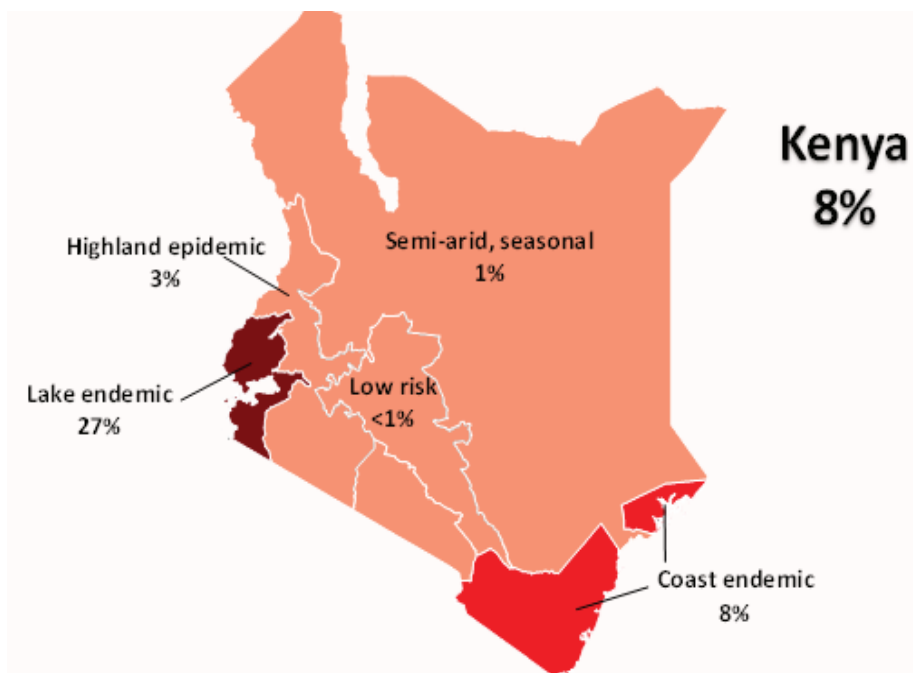 Kenya
8%
Semi-arid, seasonal
1%
Highland epidemic
3%
Low risk
<1%
Lake endemic
27%
Coast endemic
8%